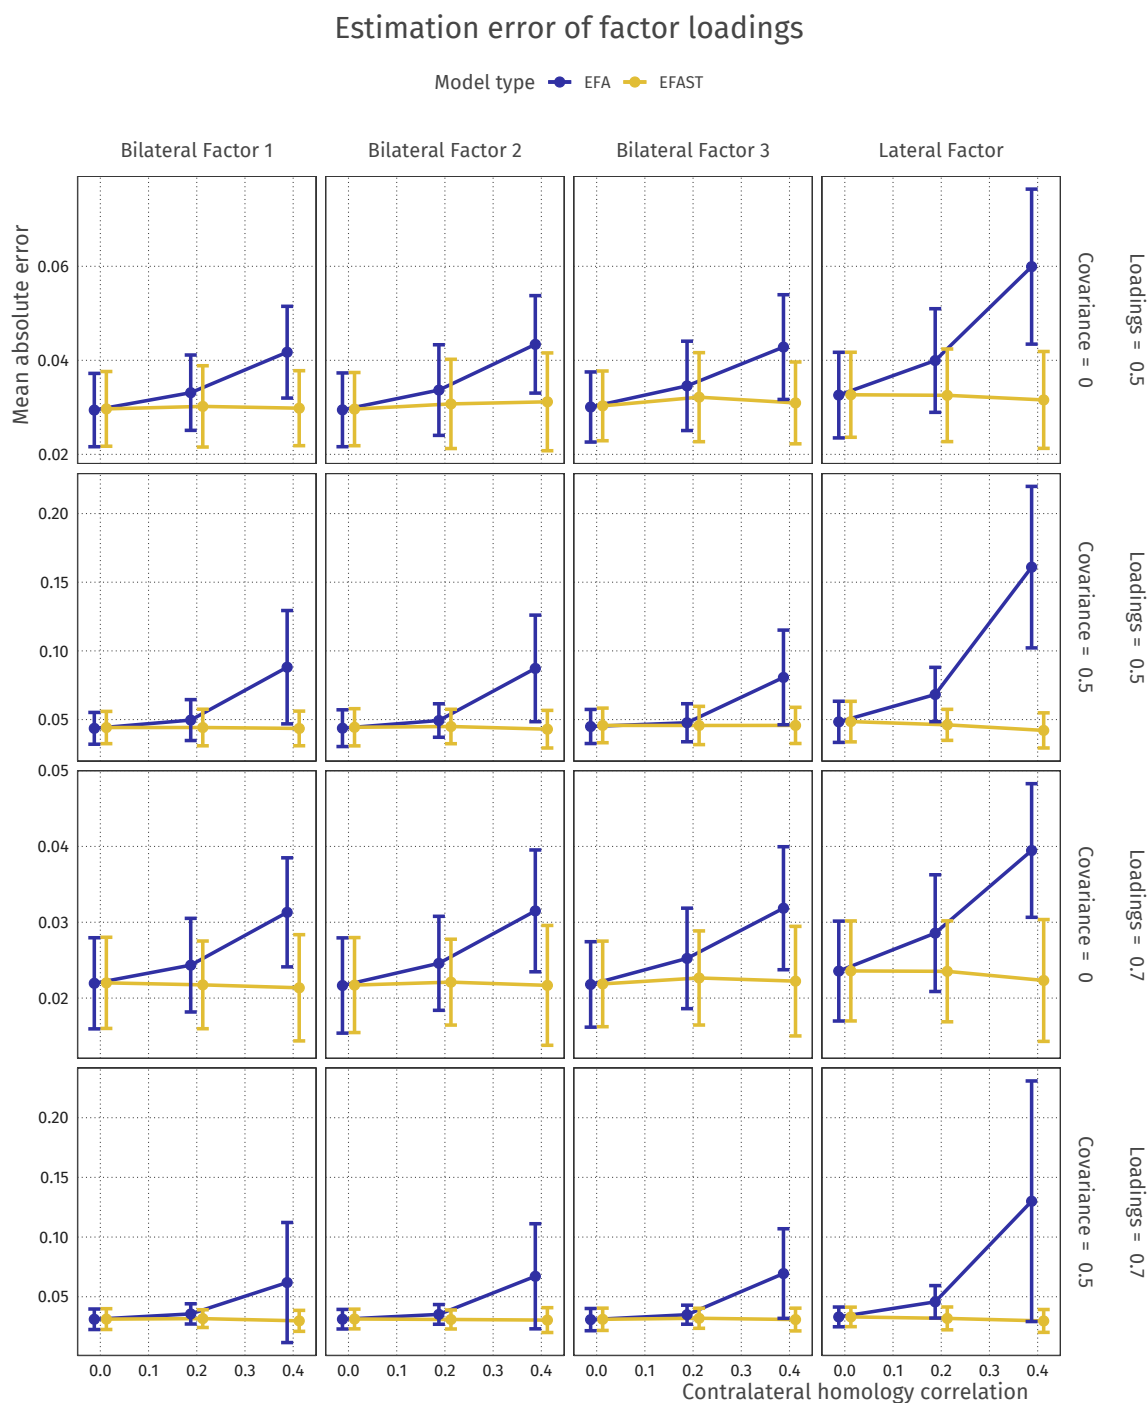 Estimation error of factor loadings
Model type EFA EFAST
Bilateral Factor 1 Bilateral Factor 2 Bilateral Factor 3 Lateral Factor
Mean absolute error
0.06
0.04
0.02
Covariance = 0
Loadings = 0.5
0.20
0.15
0.10
0.05
Covariance = 0.5
Loadings = 0.5
0.05
0.04
0.03
0.02
Covariance = 0
Loadings = 0.7
0.20
0.15
0.10
0.05
Covariance = 0.5
Loadings = 0.7
0.0 0.1 0.2 0.3 0.4 0.0 0.1 0.2 0.3 0.4 0.0 0.1 0.2 0.3 0.4 0.0 0.1 0.2 0.3 0.4
Contralateral homology correlation